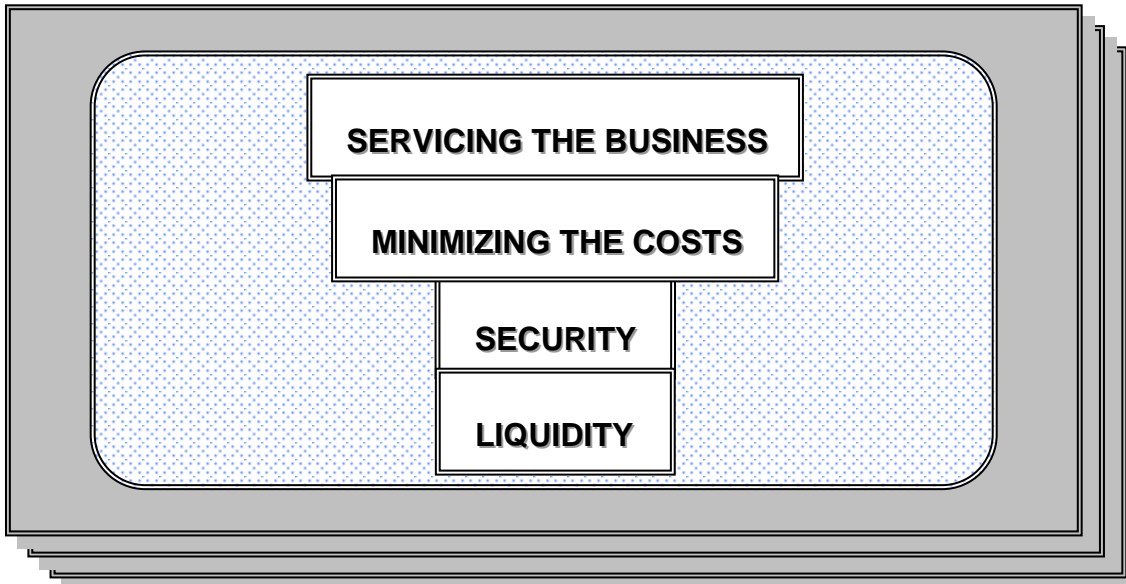 SERVICING THE BUSINESS
MINIMIZING THE COSTS
SECURITY
LIQUIDITY